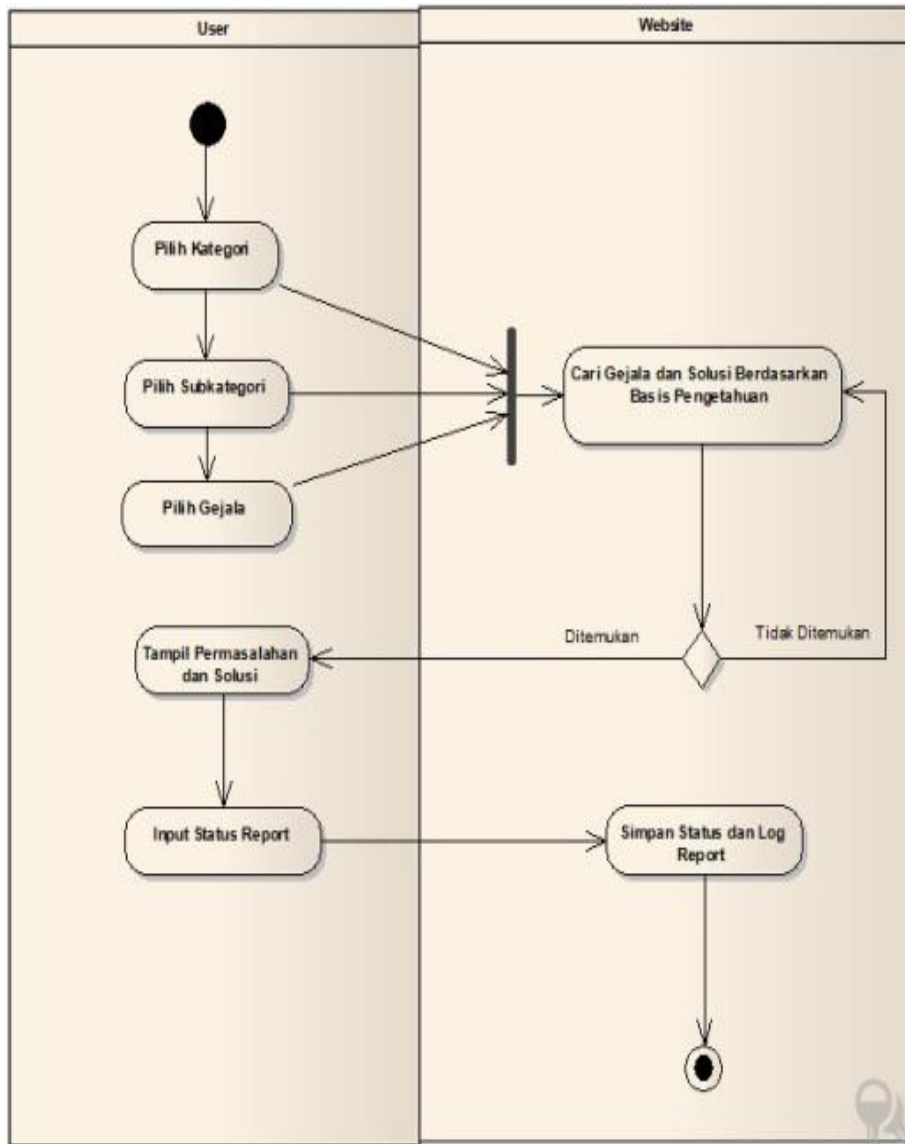 User
Website
Pilih Kategori
Pilih Subkategori
Cari Gejala dan Solusi Berdasarkan
Basis Pengetahuan
Pilih Gejala
Ditemukan
Tidak Ditemukan
Tampil Permasalahan
dan Solusi
Input Status Report
Simpan Status dan Log
Report